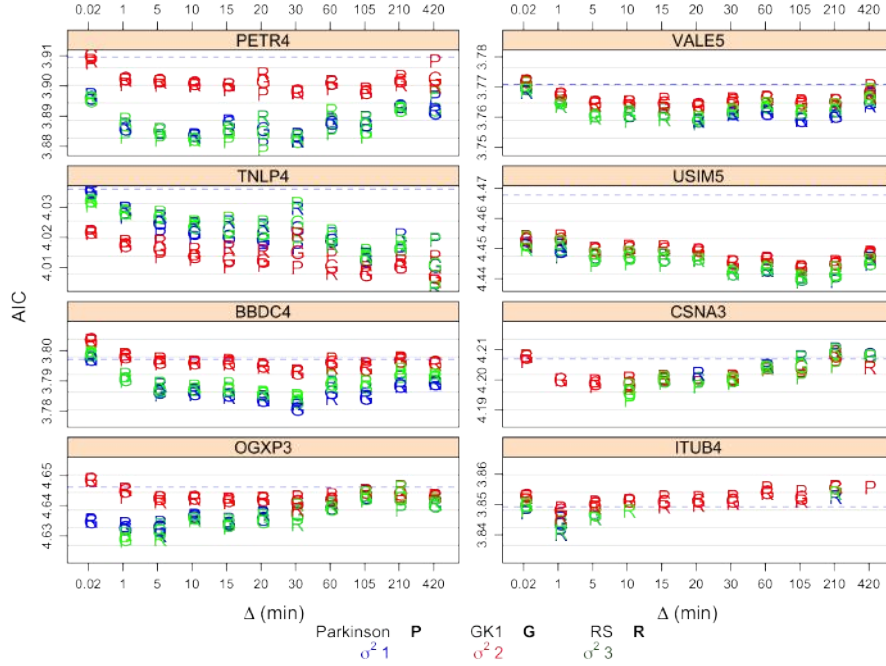 0.02 1 5 10 15 20 30 60 105 210 420 0.02 1 5 10 15 20 30 60 105 210 420
PETR4 VALE5
3.91 3.90 3.89 3.88
3.78 3.77 3.76 3.75
TNLP4 USIM5
4.03 4.02 4.01
4.47 4.46 4.45 4.44
AIC
BBDC4 CSNA3
3.80 3.79 3.78
4.21 4.20 4.19
OGXP3 ITUB4
4.65 4.64 4.63
3.86 3.85 3.84
0.02 1 5 10 15 20 30 60 105 210 420 0.02 1 5 10 15 20 30 60 105 210 420
Δ (min) Δ (min)
Parkinson P GK1 G RS R
σ² 1 σ² 2 σ² 3